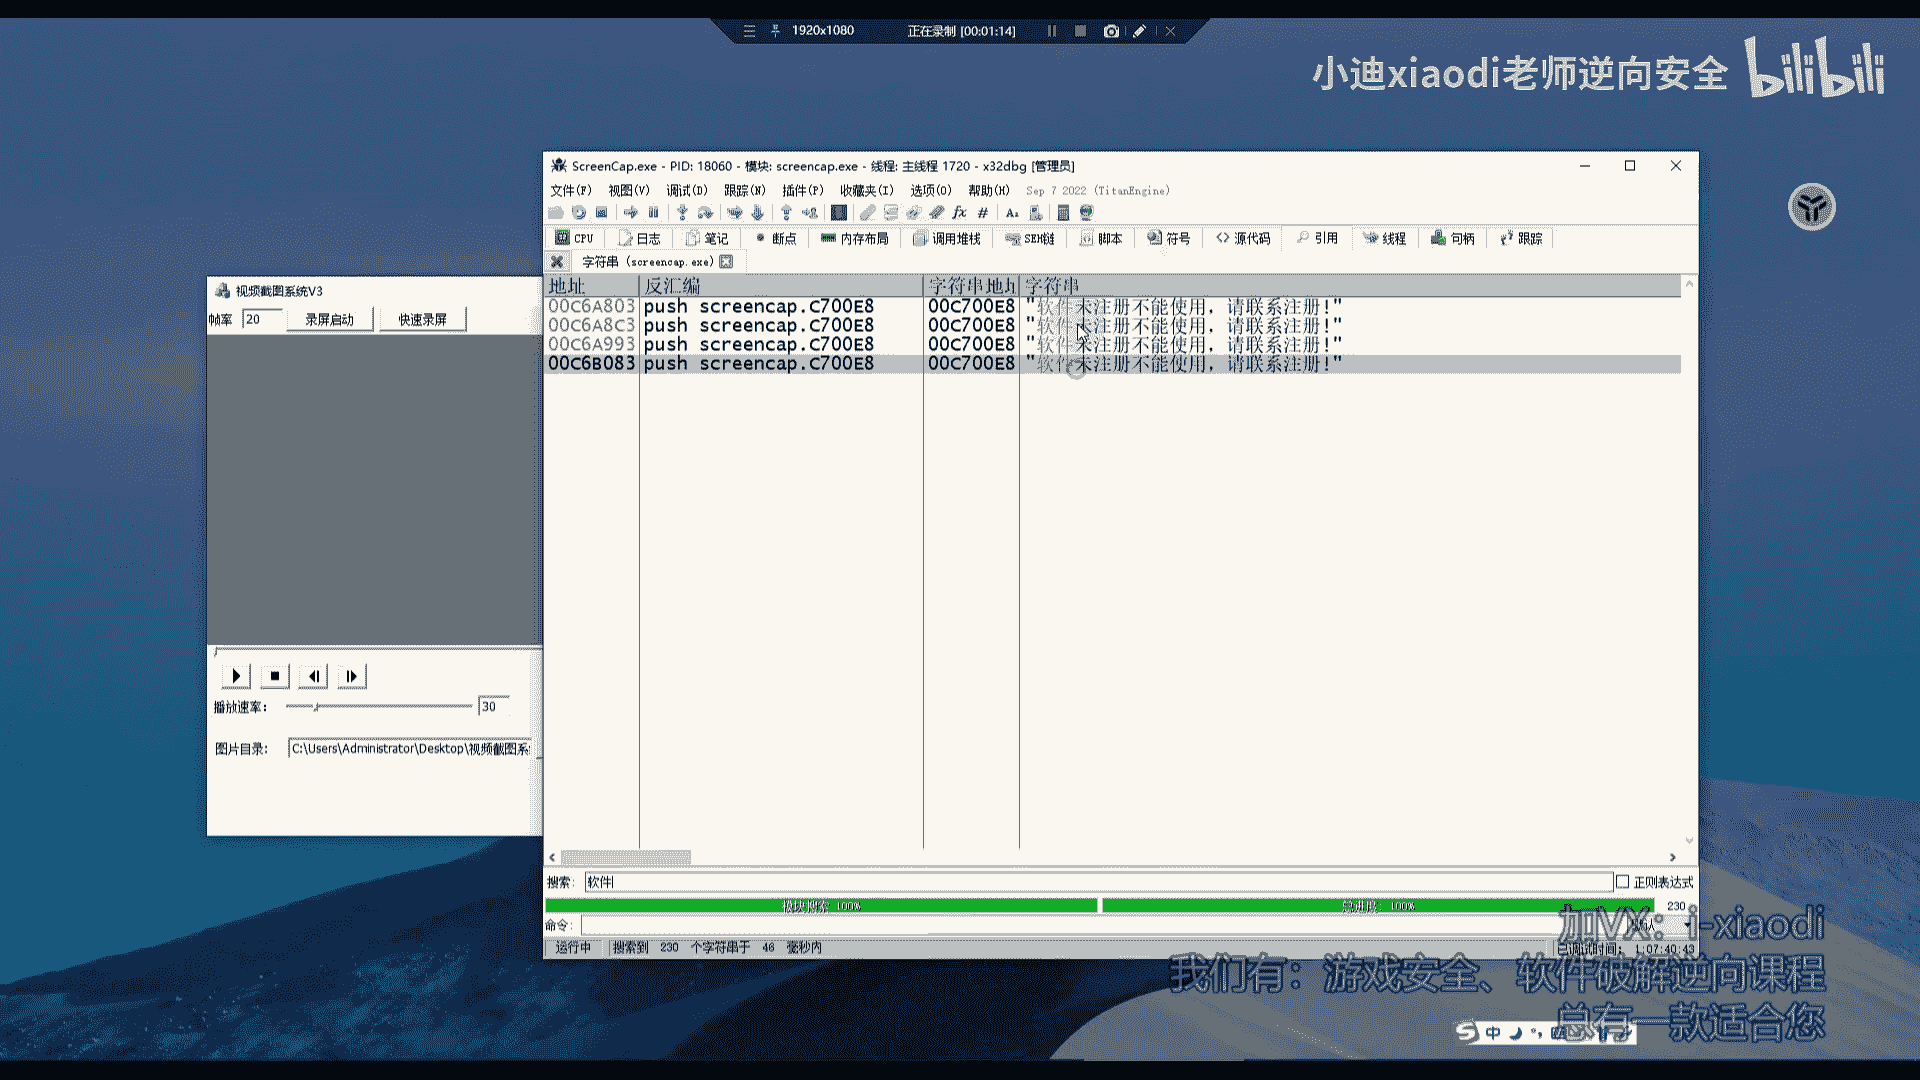 1920x1080 正在录制 [00:01:14]
小迪xiaodi老师逆向安全 bilibili
ScreenCap.exe - PID: 18060 - 模块: screencap.exe - 线程: 主线程 1720 - x32dbg [管理员]
文件(F) 视图(V) 调试(D) 跟踪(N) 插件(P) 收藏夹(I) 选项(O) 帮助(H) Sep 7 2022 (TitanEngine)
CPU 日志 笔记 断点 内存布局 调用堆栈 SEH链 脚本 符号 源代码 引用 线程 句柄 跟踪
字符串 (screencap.exe)
地址 反汇编 字符串地址 字符串
00C6A803 push screencap.C700E8 00C700E8 "软件未注册不能使用，请联系注册!"
00C6A8C3 push screencap.C700E8 00C700E8 "软件未注册不能使用，请联系注册!"
00C6A993 push screencap.C700E8 00C700E8 "软件未注册不能使用，请联系注册!"
00C6B083 push screencap.C700E8 00C700E8 "软件未注册不能使用，请联系注册!"
视频截图系统V3
帧率 20 录屏启动 快速录屏
播放速率： 30
图片目录： C:\Users\Administrator\Desktop\视频截图系
搜索： 软件 正则表达式
模块搜索 100% 总进度 100% 230
命令：
运行中 搜索到 230 个字符串于 46 毫秒内 已调试时间： 1:07:40:43
加VX：i-xiaodi
我们有：游戏安全、软件破解逆向课程
总有一款适合您
中